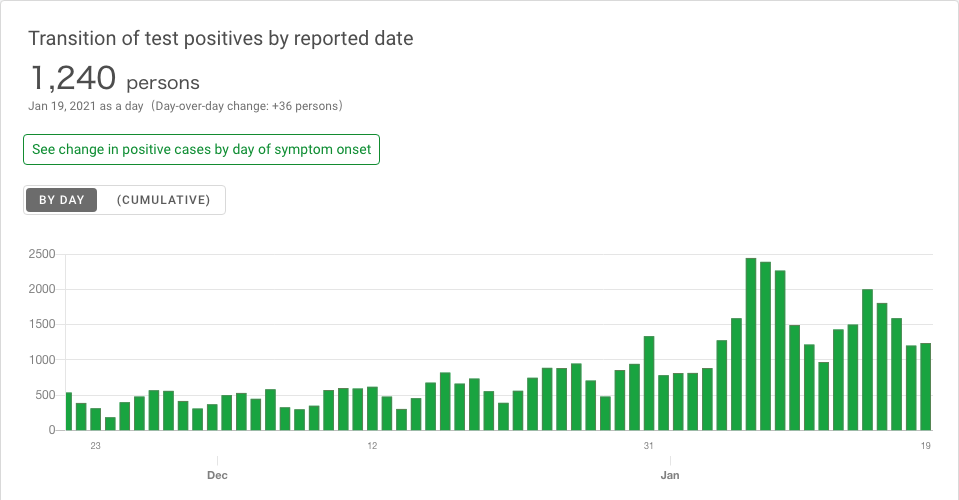 Transition of test positives by reported date
1,240 persons
Jan 19, 2021 as a day (Day-over-day change: +36 persons)
See change in positive cases by day of symptom onset
BY DAY (CUMULATIVE)
2500
2000
1500
1000
500
0
23 12 31 19
Dec Jan